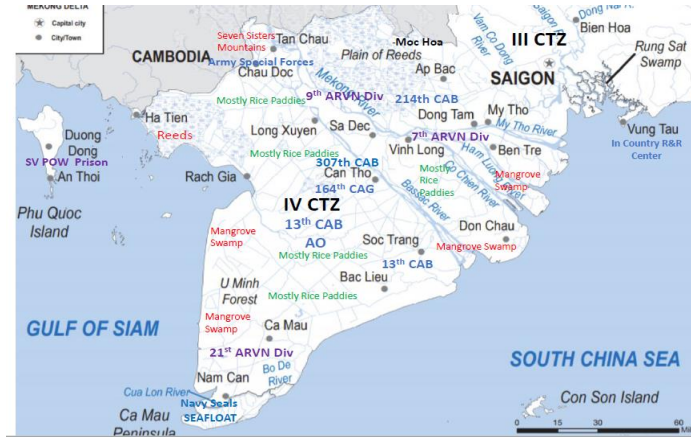 MEKONG DELTA
Capital city
City/Town
Seven Sisters
Mountains
Tan Chau
CAMBODIA
Army Special Forces
Chau Doc
Moc Hoa
Plain of Reeds
Vam Co Dong
River
Saigon
III CTZ
Dong Nai R.
Bien Hoa
Rung Sat
Swamp
SAIGON
Ap Bac
Mekong River
9th ARVN Div
214th CAB
Mostly Rice Paddies
Ha Tien
Reeds
Long Xuyen
Sa Dec
Dong Tam
My Tho
My Tho River
7th ARVN Div
Vinh Long
Ben Tre
Vung Tau
In Country R&R
Center
Duong
Dong
SV POW Prison
An Thoi
Phu Quoc
Island
Rach Gia
Mostly Rice Paddies
307th CAB
Can Tho
164th CAG
Mostly
Rice
Paddies
Ham Luong River
Co Chien River
Mangrove
Swamp
Bassac River
IV CTZ
13th CAB
AO
Don Chau
Mangrove Swamp
Mangrove
Swamp
Soc Trang
13th CAB
Mostly Rice Paddies
U Minh
Forest
Bac Lieu
Mostly Rice Paddies
Mangrove
Swamp
Ca Mau
GULF OF SIAM
21st ARVN Div
Bo De
River
Nam Can
SOUTH CHINA SEA
Cua Lon River
Navy Seals
SEAFLOAT
Ca Mau
Peninsula
Con Son Island
0 15 30 60